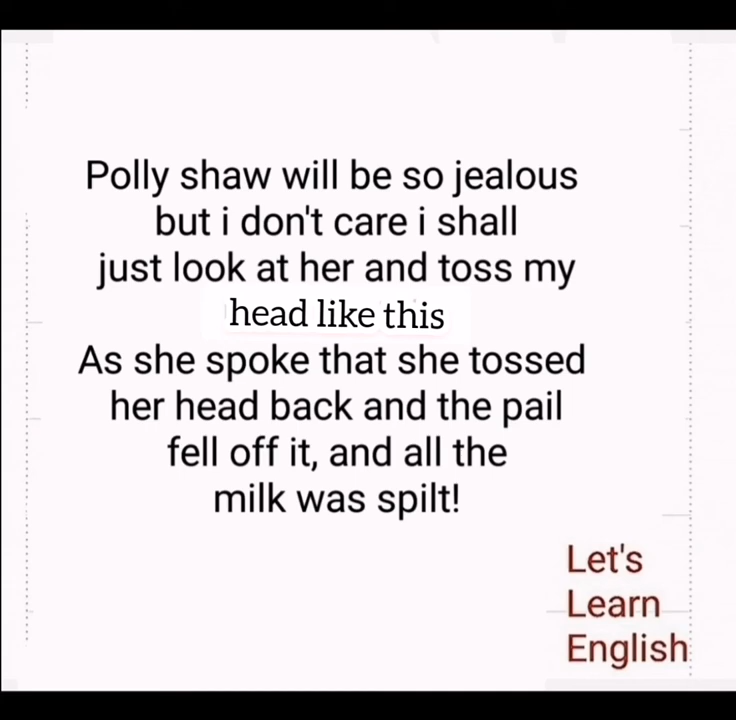 Polly shaw will be so jealous
but i don't care i shall
just look at her and toss my
head like this
As she spoke that she tossed
her head back and the pail
fell off it, and all the
milk was spilt!
Let's
Learn
English